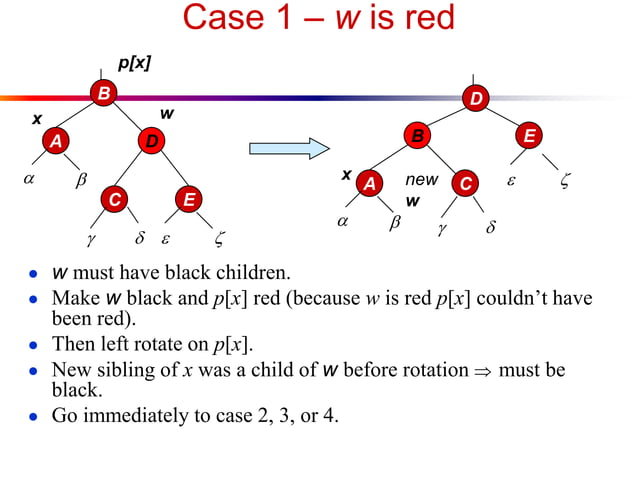 Case 1 – w is red
p[x]
B
D
x
w
A
D
B
E
C
E
x
A
new
w
C
α
β
ε
ζ
γ
δ
ε
ζ
α
β
γ
δ
● w must have black children.
● Make w black and p[x] red (because w is red p[x] couldn’t have
been red).
● Then left rotate on p[x].
● New sibling of x was a child of w before rotation ⇒ must be
black.
● Go immediately to case 2, 3, or 4.